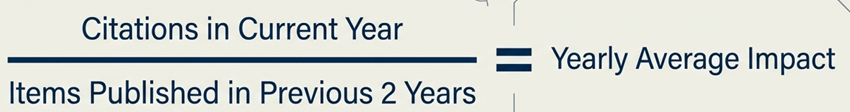 Citations in Current Year
Items Published in Previous 2 Years
= Yearly Average Impact